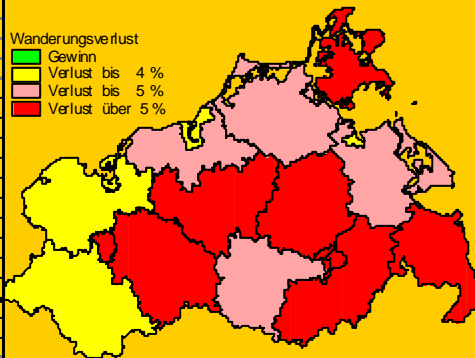 Wanderungsverlust
Gewinn
Verlust bis 4 %
Verlust bis 5 %
Verlust über 5 %